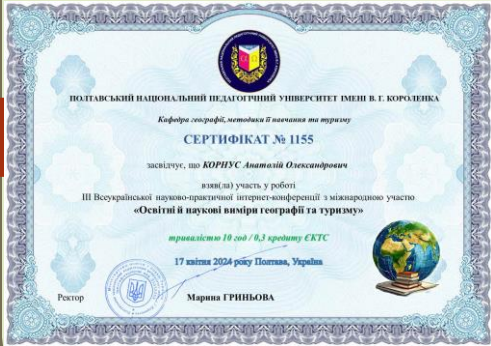 ПОЛТАВСЬКИЙ НАЦІОНАЛЬНИЙ ПЕДАГОГІЧНИЙ УНІВЕРСИТЕТ ІМЕНІ В. Г. КОРОЛЕНКА
Кафедра географії, методики її навчання та туризму
СЕРТИФІКАТ № 1155
засвідчує, що КОРНУС Анатолій Олександрович
взяв(ла) участь у роботі
ІІІ Всеукраїнської науково-практичної інтернет-конференції з міжнародною участю
«Освітні й наукові виміри географії та туризму»
тривалістю 10 год / 0,3 кредиту ЄКТС
17 квітня 2024 року Полтава, Україна
Ректор Марина ГРИНЬОВА